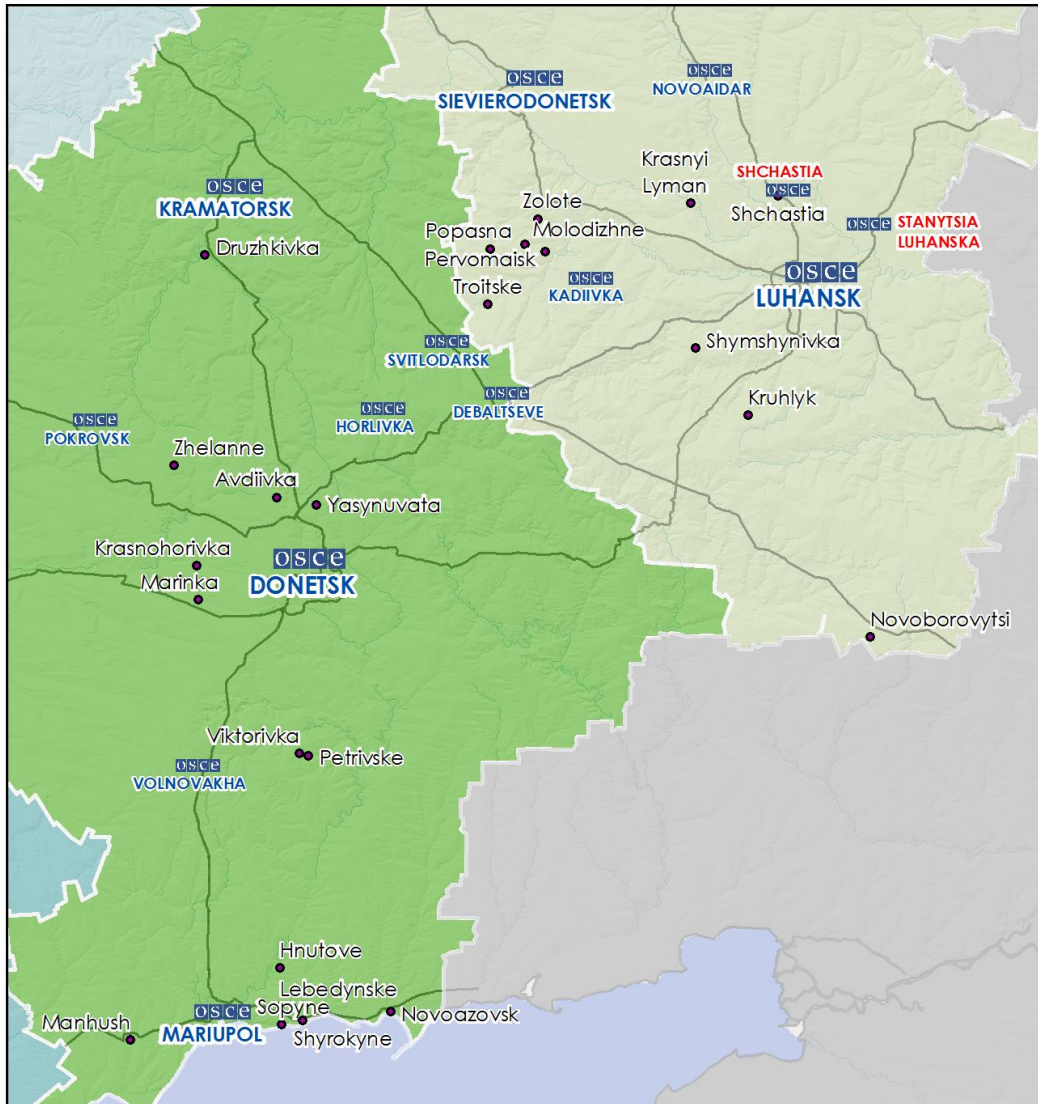 osce
SIEVIERODONETSK
osce
NOVOAIDAR
osce
KRAMATORSK
Druzhkivka
Krasnyi
Lyman
SHCHASTIA
osce
Shchastia
osce
STANYTSIA
LUHANSKA
Zolote
Popasna
Molodizhne
Pervomaisk
Troitske
osce
KADIIVKA
osce
LUHANSK
osce
SVITLODARSK
Shymshynivka
osce
DEBALTSEVE
Kruhlyk
osce
HORLIVKA
osce
POKROVSK
Zhelanne
Avdiivka
Yasynuvata
Krasnohorivka
Marinka
osce
DONETSK
Novoborovytsi
Viktorivka
Petrivske
osce
VOLNOVAKHA
Hnutove
Lebedynske
osce
MARIUPOL
Sopyne
Shyrokyne
Novoazovsk
Manhush